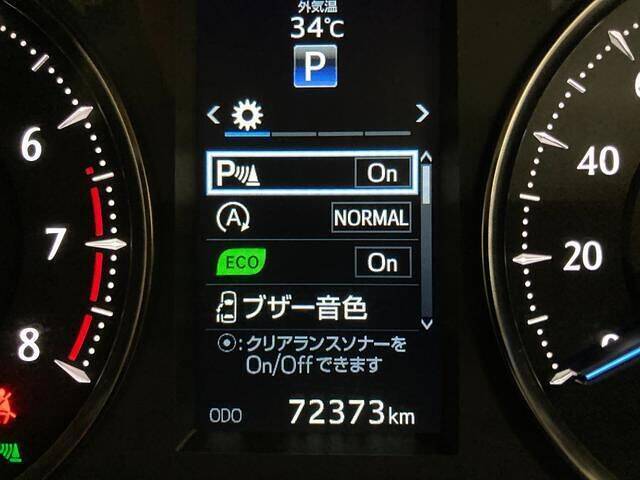 外気温
34℃
P
P On
A NORMAL
ECO On
ブザー音色
:クリアランスソナーを
On/Offできます
ODO 72373km
6
7
8
40
20
0